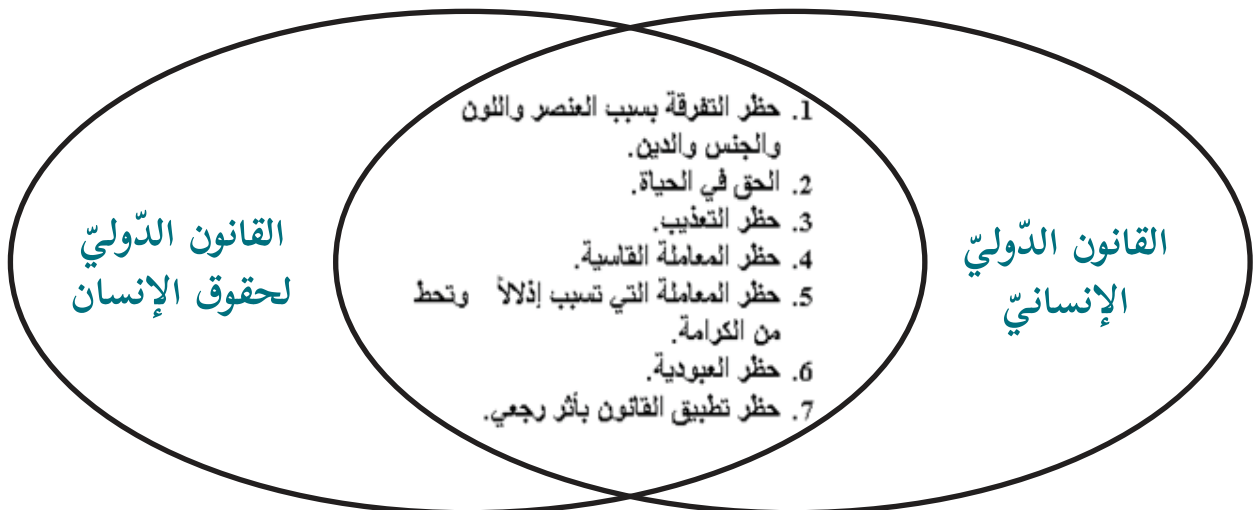 القانون الدّوليّ
الإنسانيّ
1. حظر التفرقة بسبب العنصر واللون
والجنس والدين.
2. الحق في الحياة.
3. حظر التعذيب.
4. حظر المعاملة القاسية.
5. حظر المعاملة التي تسبب إذلالاً وتحط
من الكرامة.
6. حظر العبودية.
7. حظر تطبيق القانون بأثر رجعي.
القانون الدّوليّ
لحقوق الإنسان